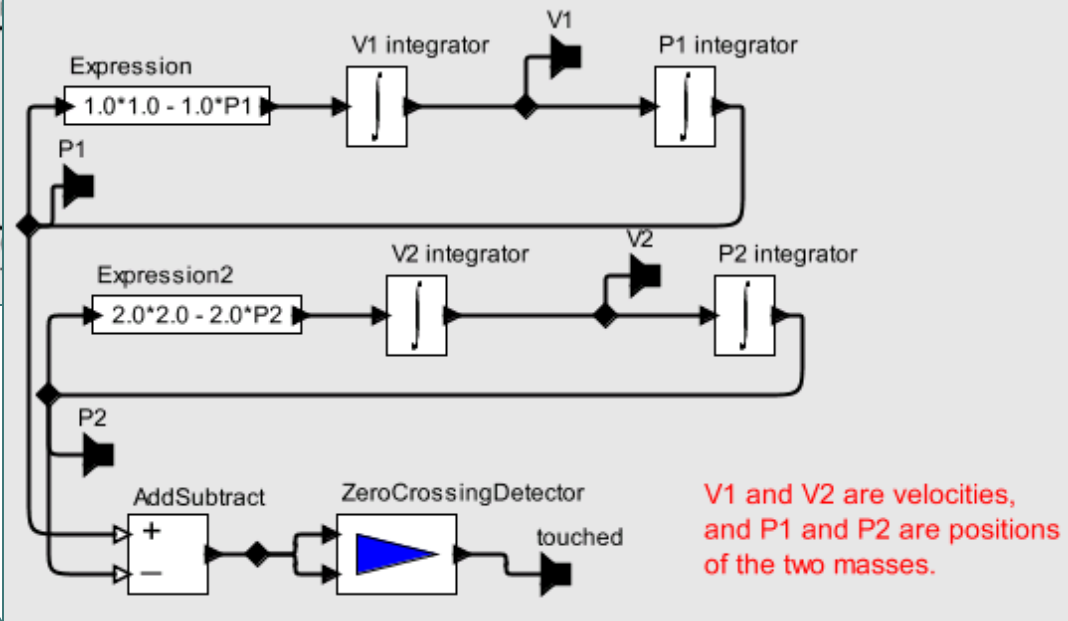 V1
V1 integrator
P1 integrator
Expression
1.0*1.0 - 1.0*P1
P1
V2
V2 integrator
P2 integrator
Expression2
2.0*2.0 - 2.0*P2
P2
AddSubtract
ZeroCrossingDetector
+
−
touched
V1 and V2 are velocities,
and P1 and P2 are positions
of the two masses.